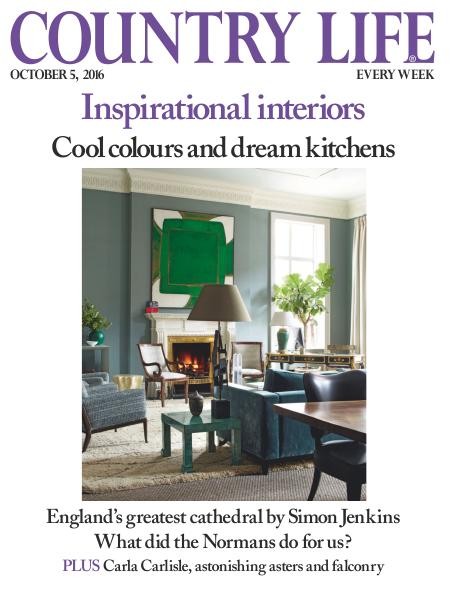 COUNTRY LIFE®
OCTOBER 5, 2016 EVERY WEEK
Inspirational interiors
Cool colours and dream kitchens
England's greatest cathedral by Simon Jenkins
What did the Normans do for us?
PLUS Carla Carlisle, astonishing asters and falconry